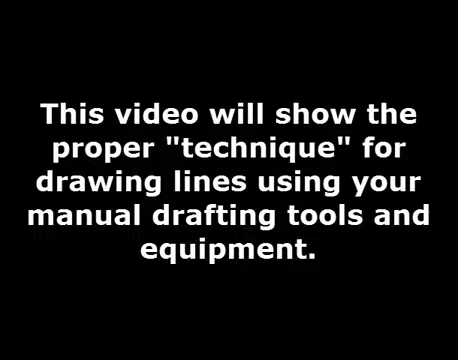 This video will show the
proper "technique" for
drawing lines using your
manual drafting tools and
equipment.